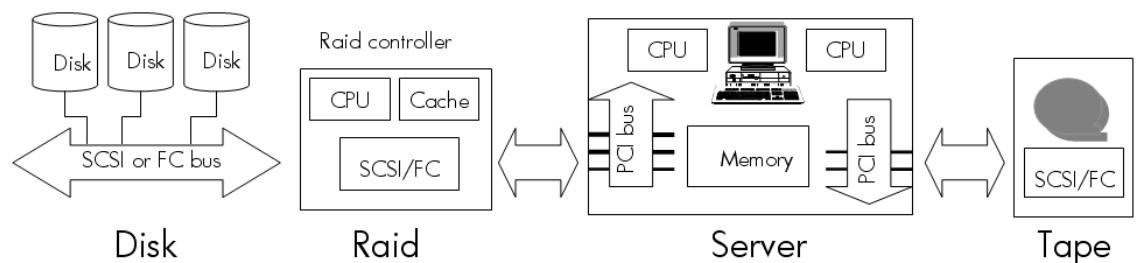 Disk
Disk
Disk
SCSI or FC bus
Disk
Raid controller
CPU
Cache
SCSI/FC
Raid
CPU
CPU
PCI bus
Memory
PCI bus
Server
SCSI/FC
Tape